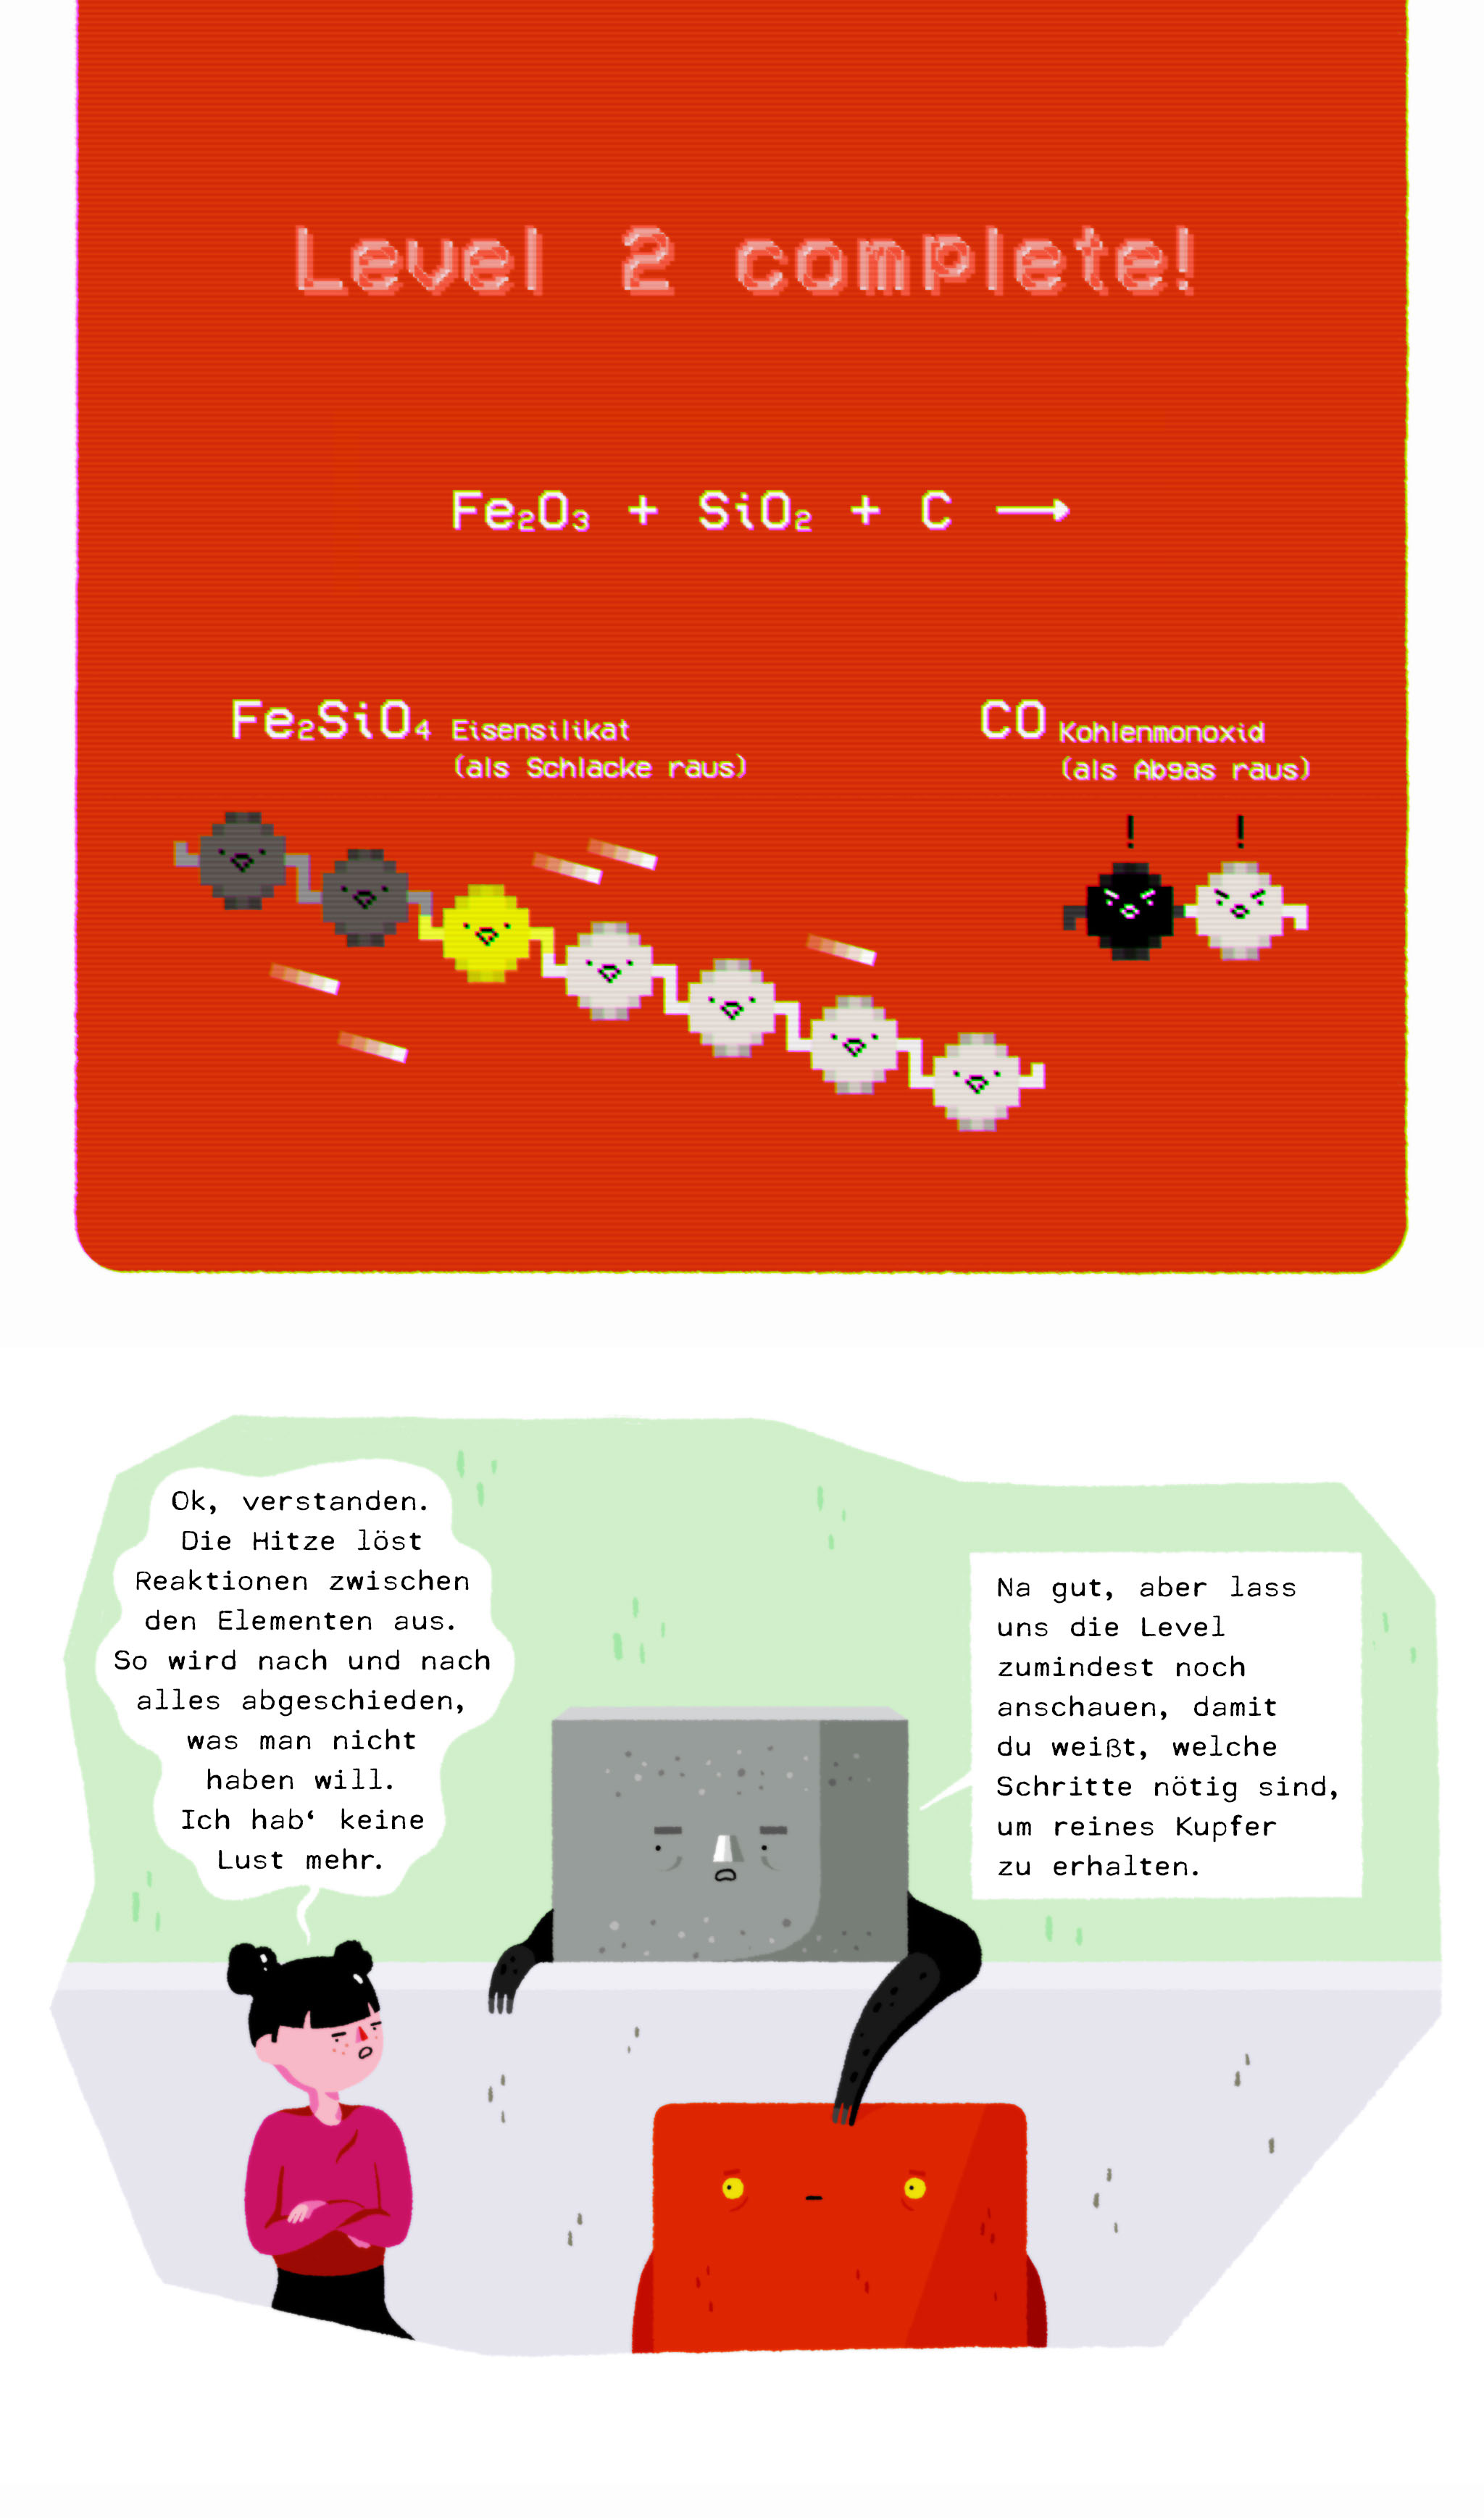 Level 2 complete!
Fe₂O₃ + SiO₂ + C ⟶
Fe₂SiO₄ Eisensilikat
(als Schlacke raus)
CO Kohlenmonoxid
(als Abgas raus)
! !
Ok, verstanden.
Die Hitze löst
Reaktionen zwischen
den Elementen aus.
So wird nach und nach
alles abgeschieden,
was man nicht
haben will.
Ich hab‘ keine
Lust mehr.
Na gut, aber lass
uns die Level
zumindest noch
anschauen, damit
du weißt, welche
Schritte nötig sind,
um reines Kupfer
zu erhalten.